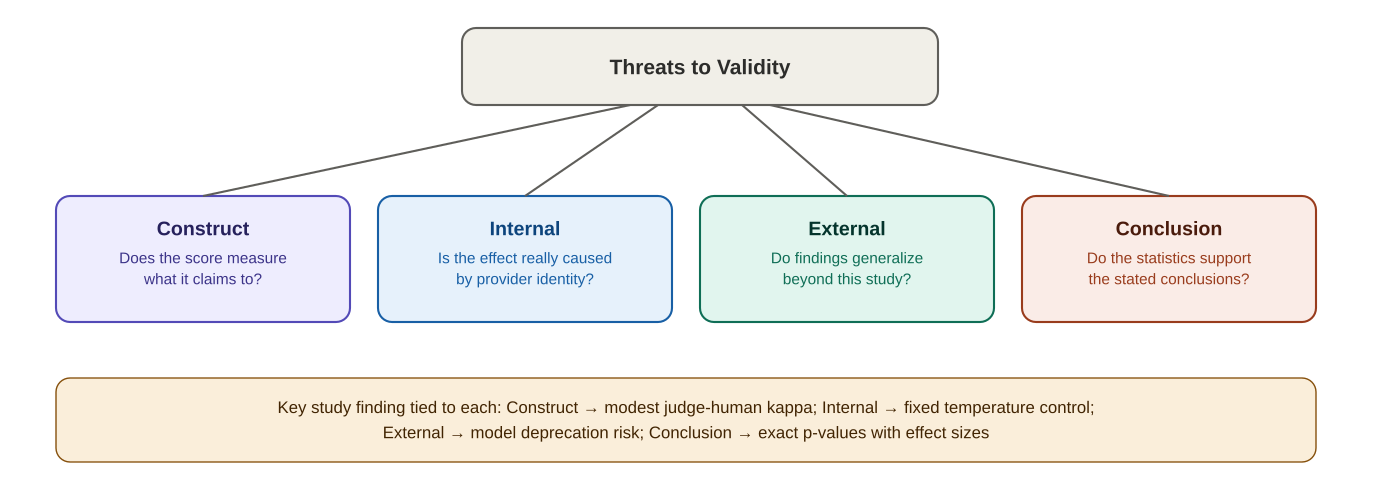 Threats to Validity
Construct
Does the score measure
what it claims to?
Internal
Is the effect really caused
by provider identity?
External
Do findings generalize
beyond this study?
Conclusion
Do the statistics support
the stated conclusions?
Key study finding tied to each: Construct → modest judge-human kappa; Internal → fixed temperature control;
External → model deprecation risk; Conclusion → exact p-values with effect sizes